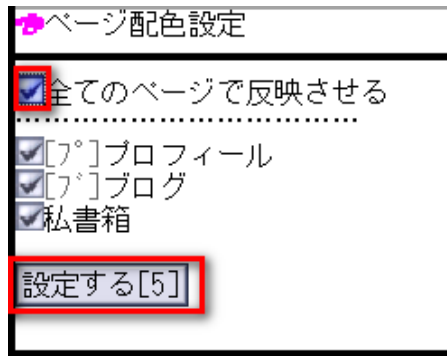 ページ配色設定
全てのページで反映させる
[プ]プロフィール
[ブ]ブログ
私書箱
設定する[5]